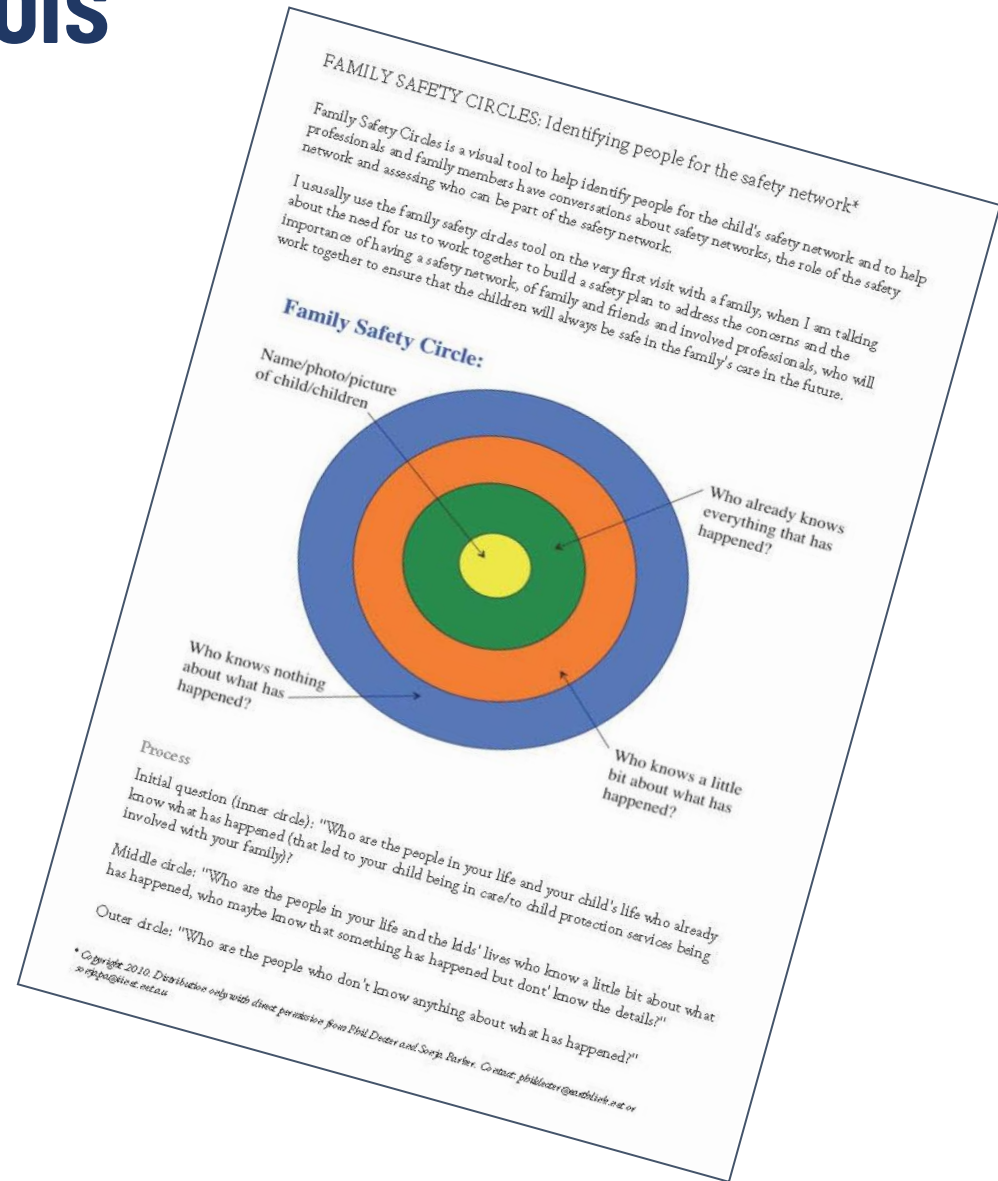 UIS
FAMILY SAFETY CIRCLES: Identifying people for the safety network*
Family Safety Circles is a visual tool to help identify people for the child's safety network and to help
professionals and family members have conversations about safety networks, the role of the safety
network and assessing who can be part of the safety network.
I ususally use the family safety circles tool on the very first visit with a family, when I am talking
about the need for us to work together to build a safety plan to address the concerns and the
importance of having a safety network, of family and friends and involved professionals, who will
work together to ensure that the children will always be safe in the family's care in the future.
Family Safety Circle:
Name/photo/picture
of child/children
Who already knows
everything that has
happened?
Who knows nothing
about what has
happened?
Who knows a little
bit about what has
happened?
Process
Initial question (inner circle): "Who are the people in your life and your child's life who already
know what has happened (that led to your child being in care/to child protection services being
involved with your family)?
Middle circle: "Who are the people in your life and the kids' lives who know a little bit about what
has happened, who maybe know that something has happened but dont' know the details?"
Outer circle: "Who are the people who don't know anything about what has happened?"
* Copyright 2010. Distribution only with direct permission from Phil Decter and Sonja Parker. Contact: phildecter@earthlink.net or